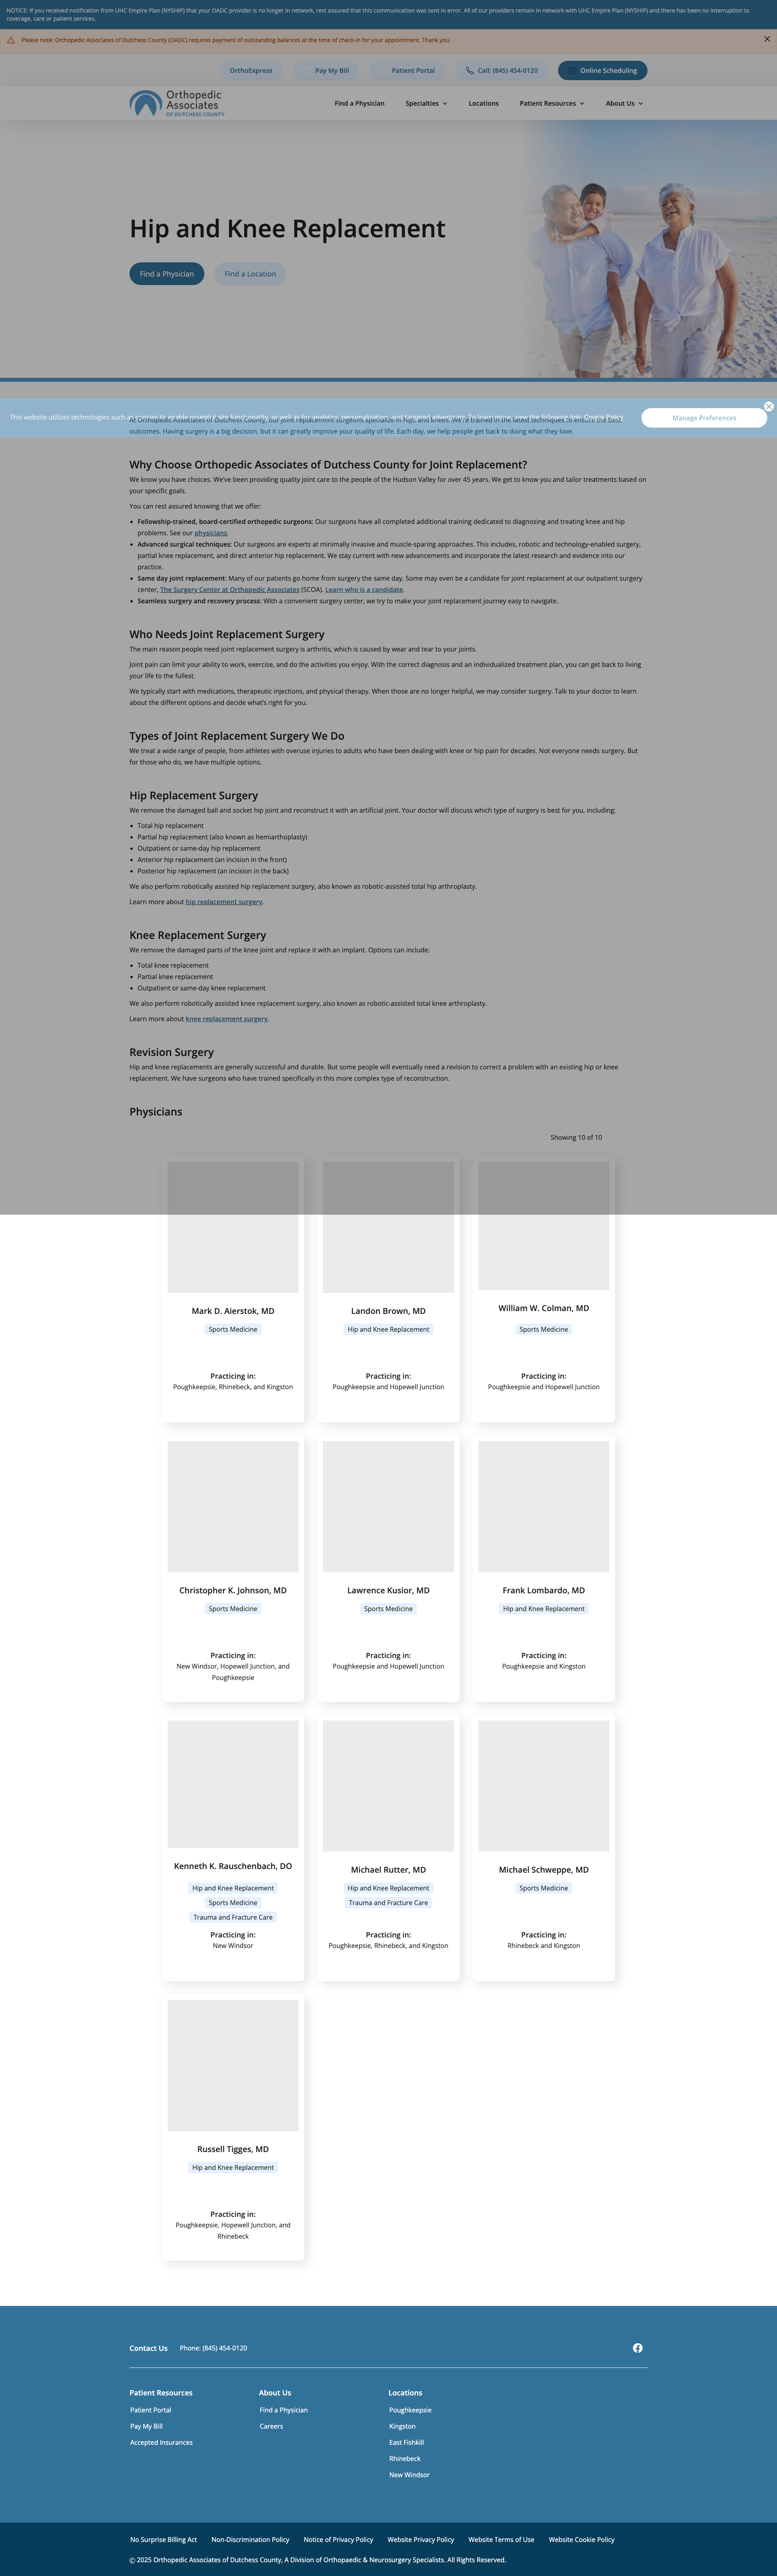 NOTICE: If you received notification from UHC Empire Plan (NYSHIP) that your OADC provider is no longer in network, rest assured that this communication was sent in error. All of our providers remain in network with UHC Empire Plan (NYSHIP) and there has been no interruption to
coverage, care or patient services.
Please note: Orthopedic Associates of Dutchess County (OADC) requires payment of outstanding balances at the time of check-in for your appointment. Thank you.
OrthoExpress Pay My Bill Patient Portal Call: (845) 454-0120 Online Scheduling
Orthopedic
Associates
OF DUTCHESS COUNTY
Find a Physician Specialties Locations Patient Resources About Us
Hip and Knee Replacement
Find a Physician Find a Location
This website utilizes technologies such as cookies to enable essential site functionality, as well as for analytics, personalization, and targeted advertising. To learn more, view the following link: Cookie Policy
Manage Preferences
At Orthopedic Associates of Dutchess County, our joint replacement surgeons specialize in hips and knees. We're trained in the latest techniques to ensure the best
outcomes. Having surgery is a big decision, but it can greatly improve your quality of life. Each day, we help people get back to doing what they love.
Why Choose Orthopedic Associates of Dutchess County for Joint Replacement?
We know you have choices. We've been providing quality joint care to the people of the Hudson Valley for over 45 years. We get to know you and tailor treatments based on
your specific goals.
You can rest assured knowing that we offer:
• Fellowship-trained, board-certified orthopedic surgeons: Our surgeons have all completed additional training dedicated to diagnosing and treating knee and hip
problems. See our physicians.
• Advanced surgical techniques: Our surgeons are experts at minimally invasive and muscle-sparing approaches. This includes, robotic and technology-enabled surgery,
partial knee replacement, and direct anterior hip replacement. We stay current with new advancements and incorporate the latest research and evidence into our
practice.
• Same day joint replacement: Many of our patients go home from surgery the same day. Some may even be a candidate for joint replacement at our outpatient surgery
center, The Surgery Center at Orthopedic Associates (SCOA). Learn who is a candidate.
• Seamless surgery and recovery process: With a convenient surgery center, we try to make your joint replacement journey easy to navigate.
Who Needs Joint Replacement Surgery
The main reason people need joint replacement surgery is arthritis, which is caused by wear and tear to your joints.
Joint pain can limit your ability to work, exercise, and do the activities you enjoy. With the correct diagnosis and an individualized treatment plan, you can get back to living
your life to the fullest.
We typically start with medications, therapeutic injections, and physical therapy. When those are no longer helpful, we may consider surgery. Talk to your doctor to learn
about the different options and decide what's right for you.
Types of Joint Replacement Surgery We Do
We treat a wide range of people, from athletes with overuse injuries to adults who have been dealing with knee or hip pain for decades. Not everyone needs surgery. But
for those who do, we have multiple options.
Hip Replacement Surgery
We remove the damaged ball and socket hip joint and reconstruct it with an artificial joint. Your doctor will discuss which type of surgery is best for you, including:
• Total hip replacement
• Partial hip replacement (also known as hemiarthoplasty)
• Outpatient or same-day hip replacement
• Anterior hip replacement (an incision in the front)
• Posterior hip replacement (an incision in the back)
We also perform robotically assisted hip replacement surgery, also known as robotic-assisted total hip arthroplasty.
Learn more about hip replacement surgery.
Knee Replacement Surgery
We remove the damaged parts of the knee joint and replace it with an implant. Options can include:
• Total knee replacement
• Partial knee replacement
• Outpatient or same-day knee replacement
We also perform robotically assisted knee replacement surgery, also known as robotic-assisted total knee arthroplasty.
Learn more about knee replacement surgery.
Revision Surgery
Hip and knee replacements are generally successful and durable. But some people will eventually need a revision to correct a problem with an existing hip or knee
replacement. We have surgeons who have trained specifically in this more complex type of reconstruction.
Physicians
Showing 10 of 10
Mark D. Aierstok, MD
Sports Medicine
Practicing in:
Poughkeepsie, Rhinebeck, and Kingston
Landon Brown, MD
Hip and Knee Replacement
Practicing in:
Poughkeepsie and Hopewell Junction
William W. Colman, MD
Sports Medicine
Practicing in:
Poughkeepsie and Hopewell Junction
Christopher K. Johnson, MD
Sports Medicine
Practicing in:
New Windsor, Hopewell Junction, and
Poughkeepsie
Lawrence Kusior, MD
Sports Medicine
Practicing in:
Poughkeepsie and Hopewell Junction
Frank Lombardo, MD
Hip and Knee Replacement
Practicing in:
Poughkeepsie and Kingston
Kenneth K. Rauschenbach, DO
Hip and Knee Replacement
Sports Medicine
Trauma and Fracture Care
Practicing in:
New Windsor
Michael Rutter, MD
Hip and Knee Replacement
Trauma and Fracture Care
Practicing in:
Poughkeepsie, Rhinebeck, and Kingston
Michael Schweppe, MD
Sports Medicine
Practicing in:
Rhinebeck and Kingston
Russell Tigges, MD
Hip and Knee Replacement
Practicing in:
Poughkeepsie, Hopewell Junction, and
Rhinebeck
Contact Us Phone: (845) 454-0120
Patient Resources
Patient Portal
Pay My Bill
Accepted Insurances
About Us
Find a Physician
Careers
Locations
Poughkeepsie
Kingston
East Fishkill
Rhinebeck
New Windsor
No Surprise Billing Act Non-Discrimination Policy Notice of Privacy Policy Website Privacy Policy Website Terms of Use Website Cookie Policy
© 2025 Orthopedic Associates of Dutchess County, A Division of Orthopaedic & Neurosurgery Specialists. All Rights Reserved.